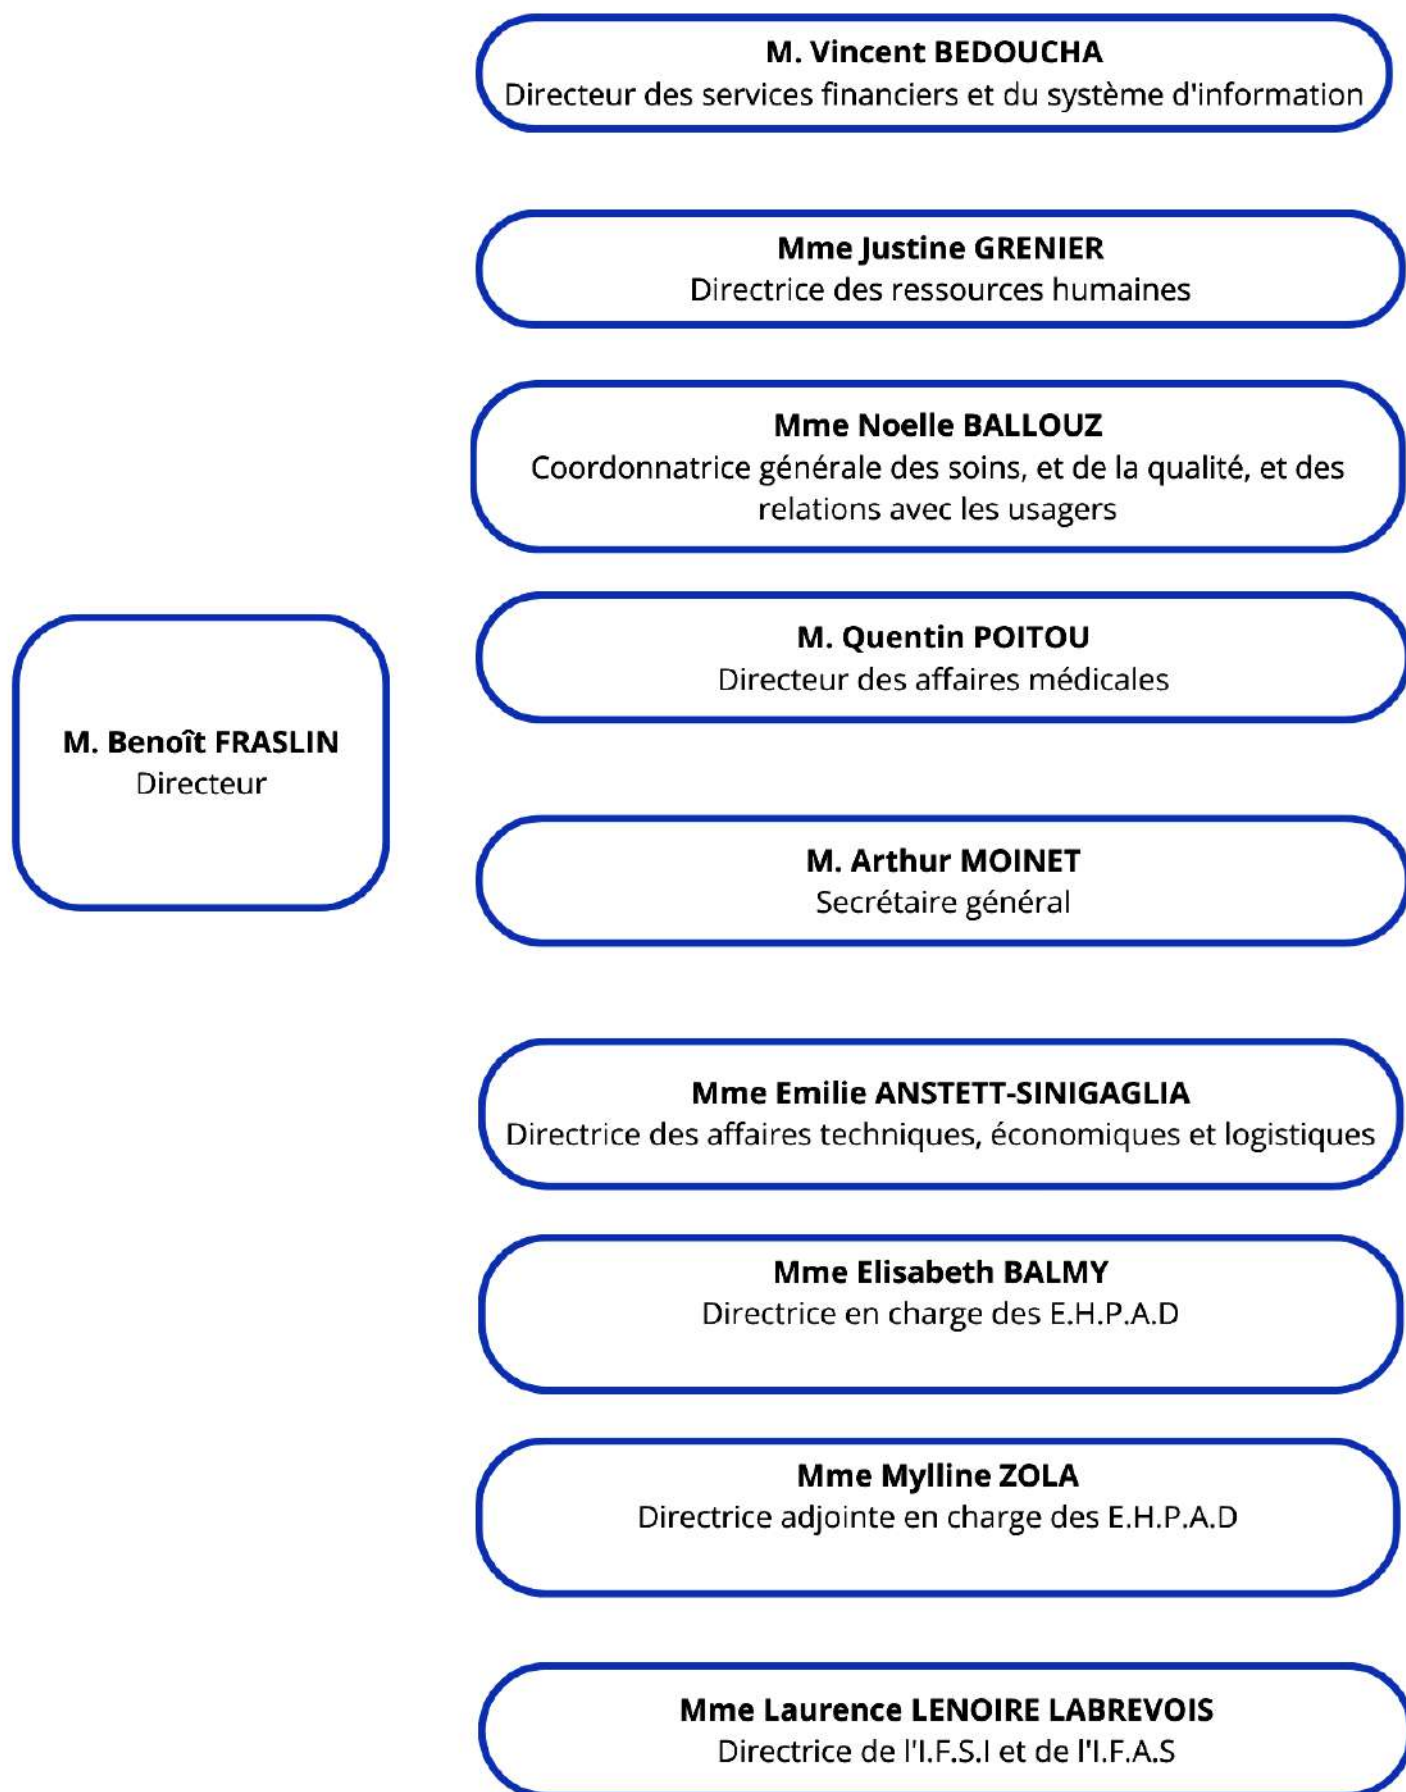 M. Vincent BEDOUCHA
Directeur des services financiers et du système d'information
Mme Justine GRENIER
Directrice des ressources humaines
Mme Noelle BALLOUZ
Coordonnatrice générale des soins, et de la qualité, et des
relations avec les usagers
M. Quentin POITOU
Directeur des affaires médicales
M. Benoît FRASLIN
Directeur
M. Arthur MOINET
Secrétaire général
Mme Emilie ANSTETT-SINIGAGLIA
Directrice des affaires techniques, économiques et logistiques
Mme Elisabeth BALMY
Directrice en charge des E.H.P.A.D
Mme Mylline ZOLA
Directrice adjointe en charge des E.H.P.A.D
Mme Laurence LENOIRE LABREVOIS
Directrice de l'I.F.S.I et de l'I.F.A.S